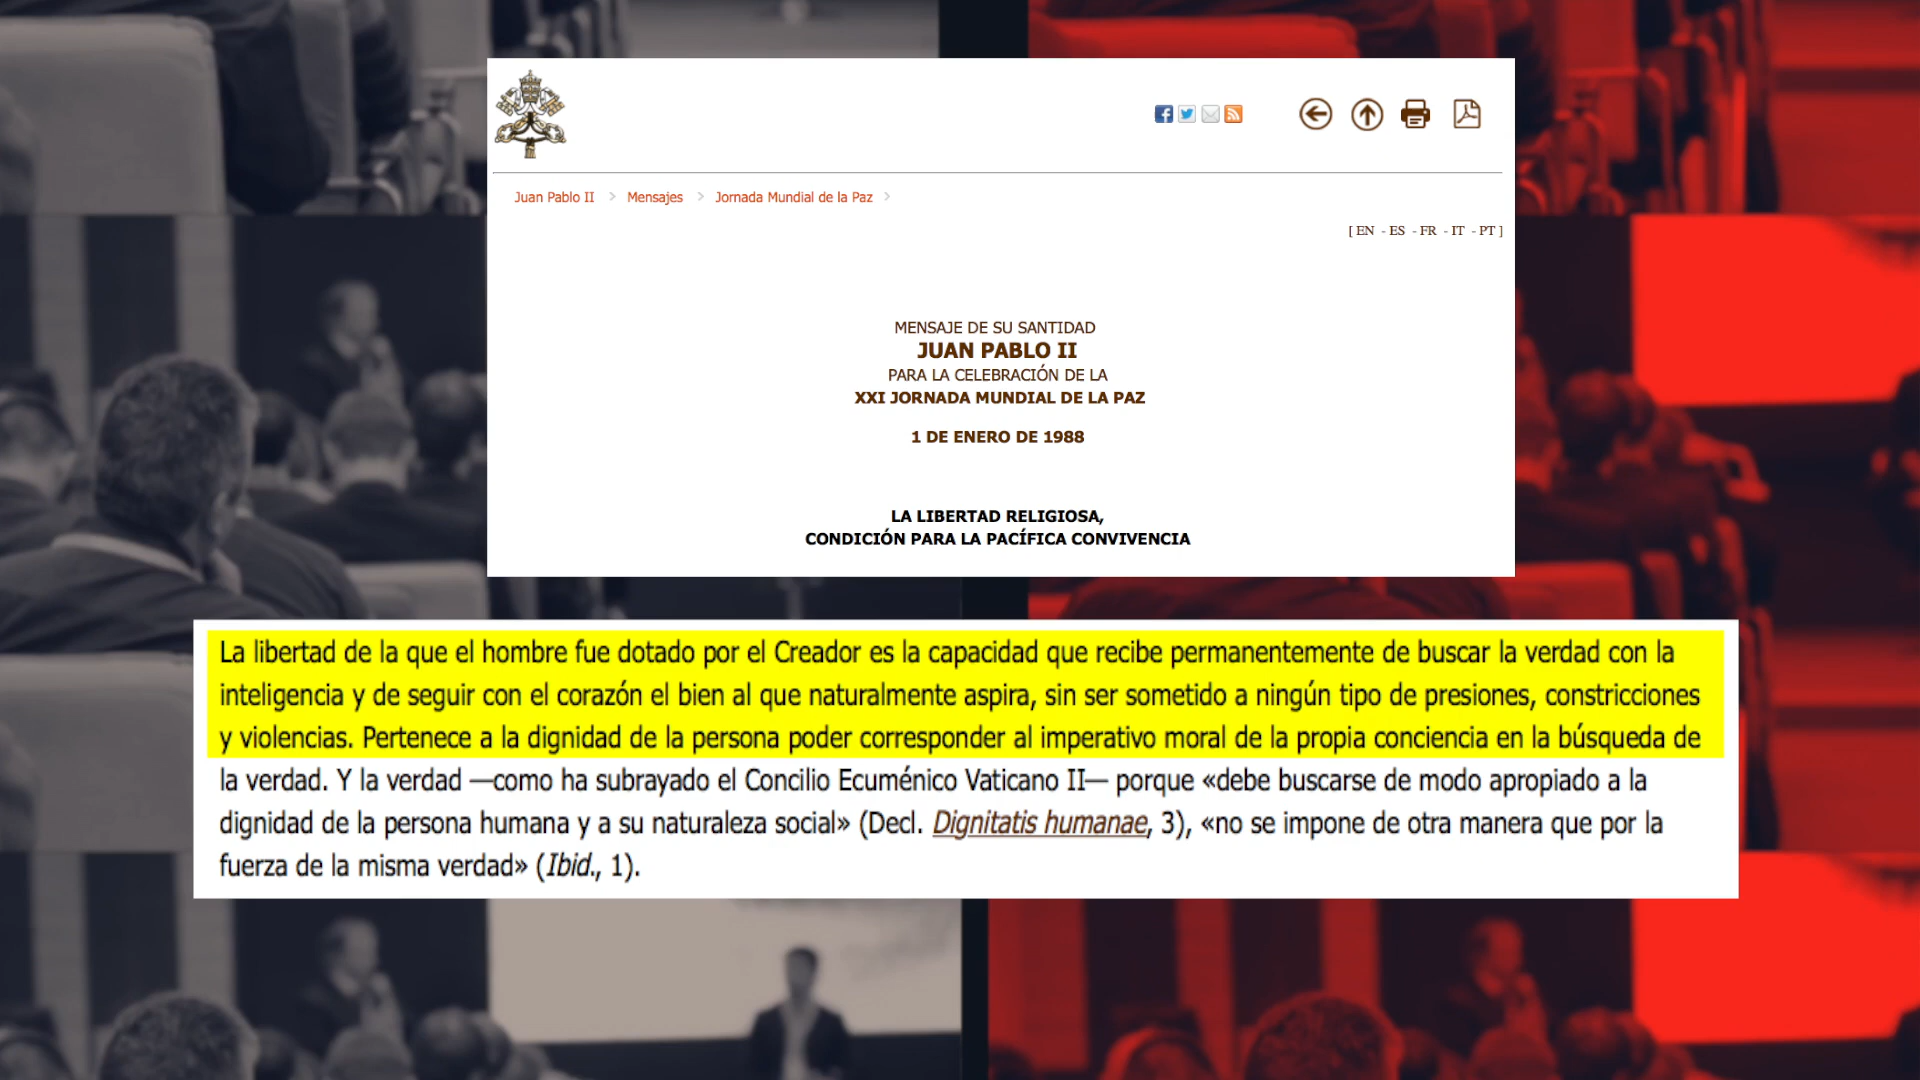 Juan Pablo II > Mensajes > Jornada Mundial de la Paz >
[ EN - ES - FR - IT - PT ]
MENSAJE DE SU SANTIDAD
JUAN PABLO II
PARA LA CELEBRACIÓN DE LA
XXI JORNADA MUNDIAL DE LA PAZ
1 DE ENERO DE 1988
LA LIBERTAD RELIGIOSA,
CONDICIÓN PARA LA PACÍFICA CONVIVENCIA
La libertad de la que el hombre fue dotado por el Creador es la capacidad que recibe permanentemente de buscar la verdad con la
inteligencia y de seguir con el corazón el bien al que naturalmente aspira, sin ser sometido a ningún tipo de presiones, constricciones
y violencias. Pertenece a la dignidad de la persona poder corresponder al imperativo moral de la propia conciencia en la búsqueda de
la verdad. Y la verdad —como ha subrayado el Concilio Ecuménico Vaticano II— porque «debe buscarse de modo apropiado a la
dignidad de la persona humana y a su naturaleza social» (Decl. Dignitatis humanae, 3), «no se impone de otra manera que por la
fuerza de la misma verdad» (Ibid., 1).